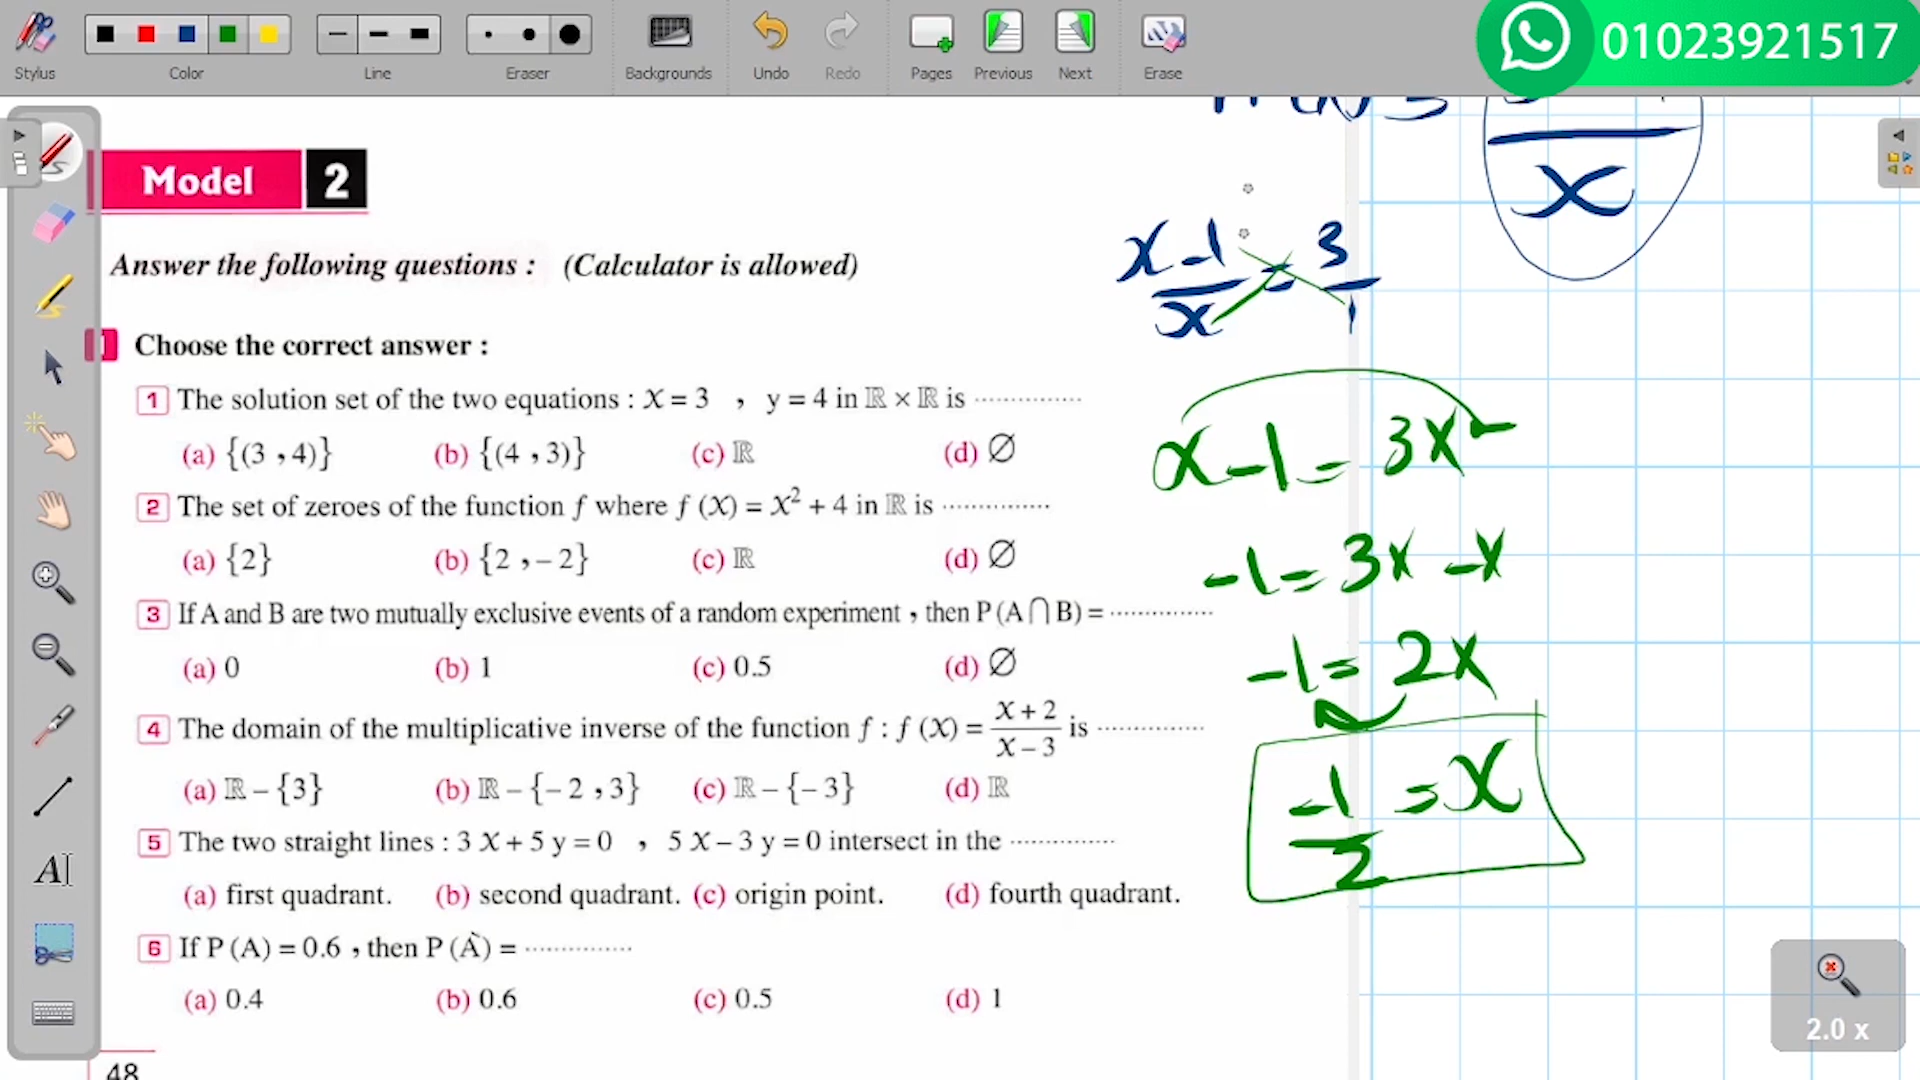 Stylus
Color
Line
Eraser
Backgrounds
Undo
Redo
Pages
Previous
Next
Erase
01023921517
Model 2
Answer the following questions : (Calculator is allowed)
1 Choose the correct answer :
1 The solution set of the two equations : X = 3 , y = 4 in ℝ × ℝ is ··············
(a) {(3 , 4)} (b) {(4 , 3)} (c) ℝ (d) ∅
2 The set of zeroes of the function f where f (X) = X² + 4 in ℝ is ··············
(a) {2} (b) {2 , – 2} (c) ℝ (d) ∅
3 If A and B are two mutually exclusive events of a random experiment , then P (A ∩ B) = ··············
(a) 0 (b) 1 (c) 0.5 (d) ∅
4 The domain of the multiplicative inverse of the function f : f (X) = (X + 2)/(X – 3) is ··············
(a) ℝ – {3} (b) ℝ – {– 2 , 3} (c) ℝ – {– 3} (d) ℝ
5 The two straight lines : 3 X + 5 y = 0 , 5 X – 3 y = 0 intersect in the ··············
(a) first quadrant. (b) second quadrant. (c) origin point. (d) fourth quadrant.
6 If P (A) = 0.6 , then P (À) = ··············
(a) 0.4 (b) 0.6 (c) 0.5 (d) 1
48
x
x-1/x = 3/1
x-1 = 3x -
-1 = 3x -x
-1 = 2x
-1/2 = x
2.0 x